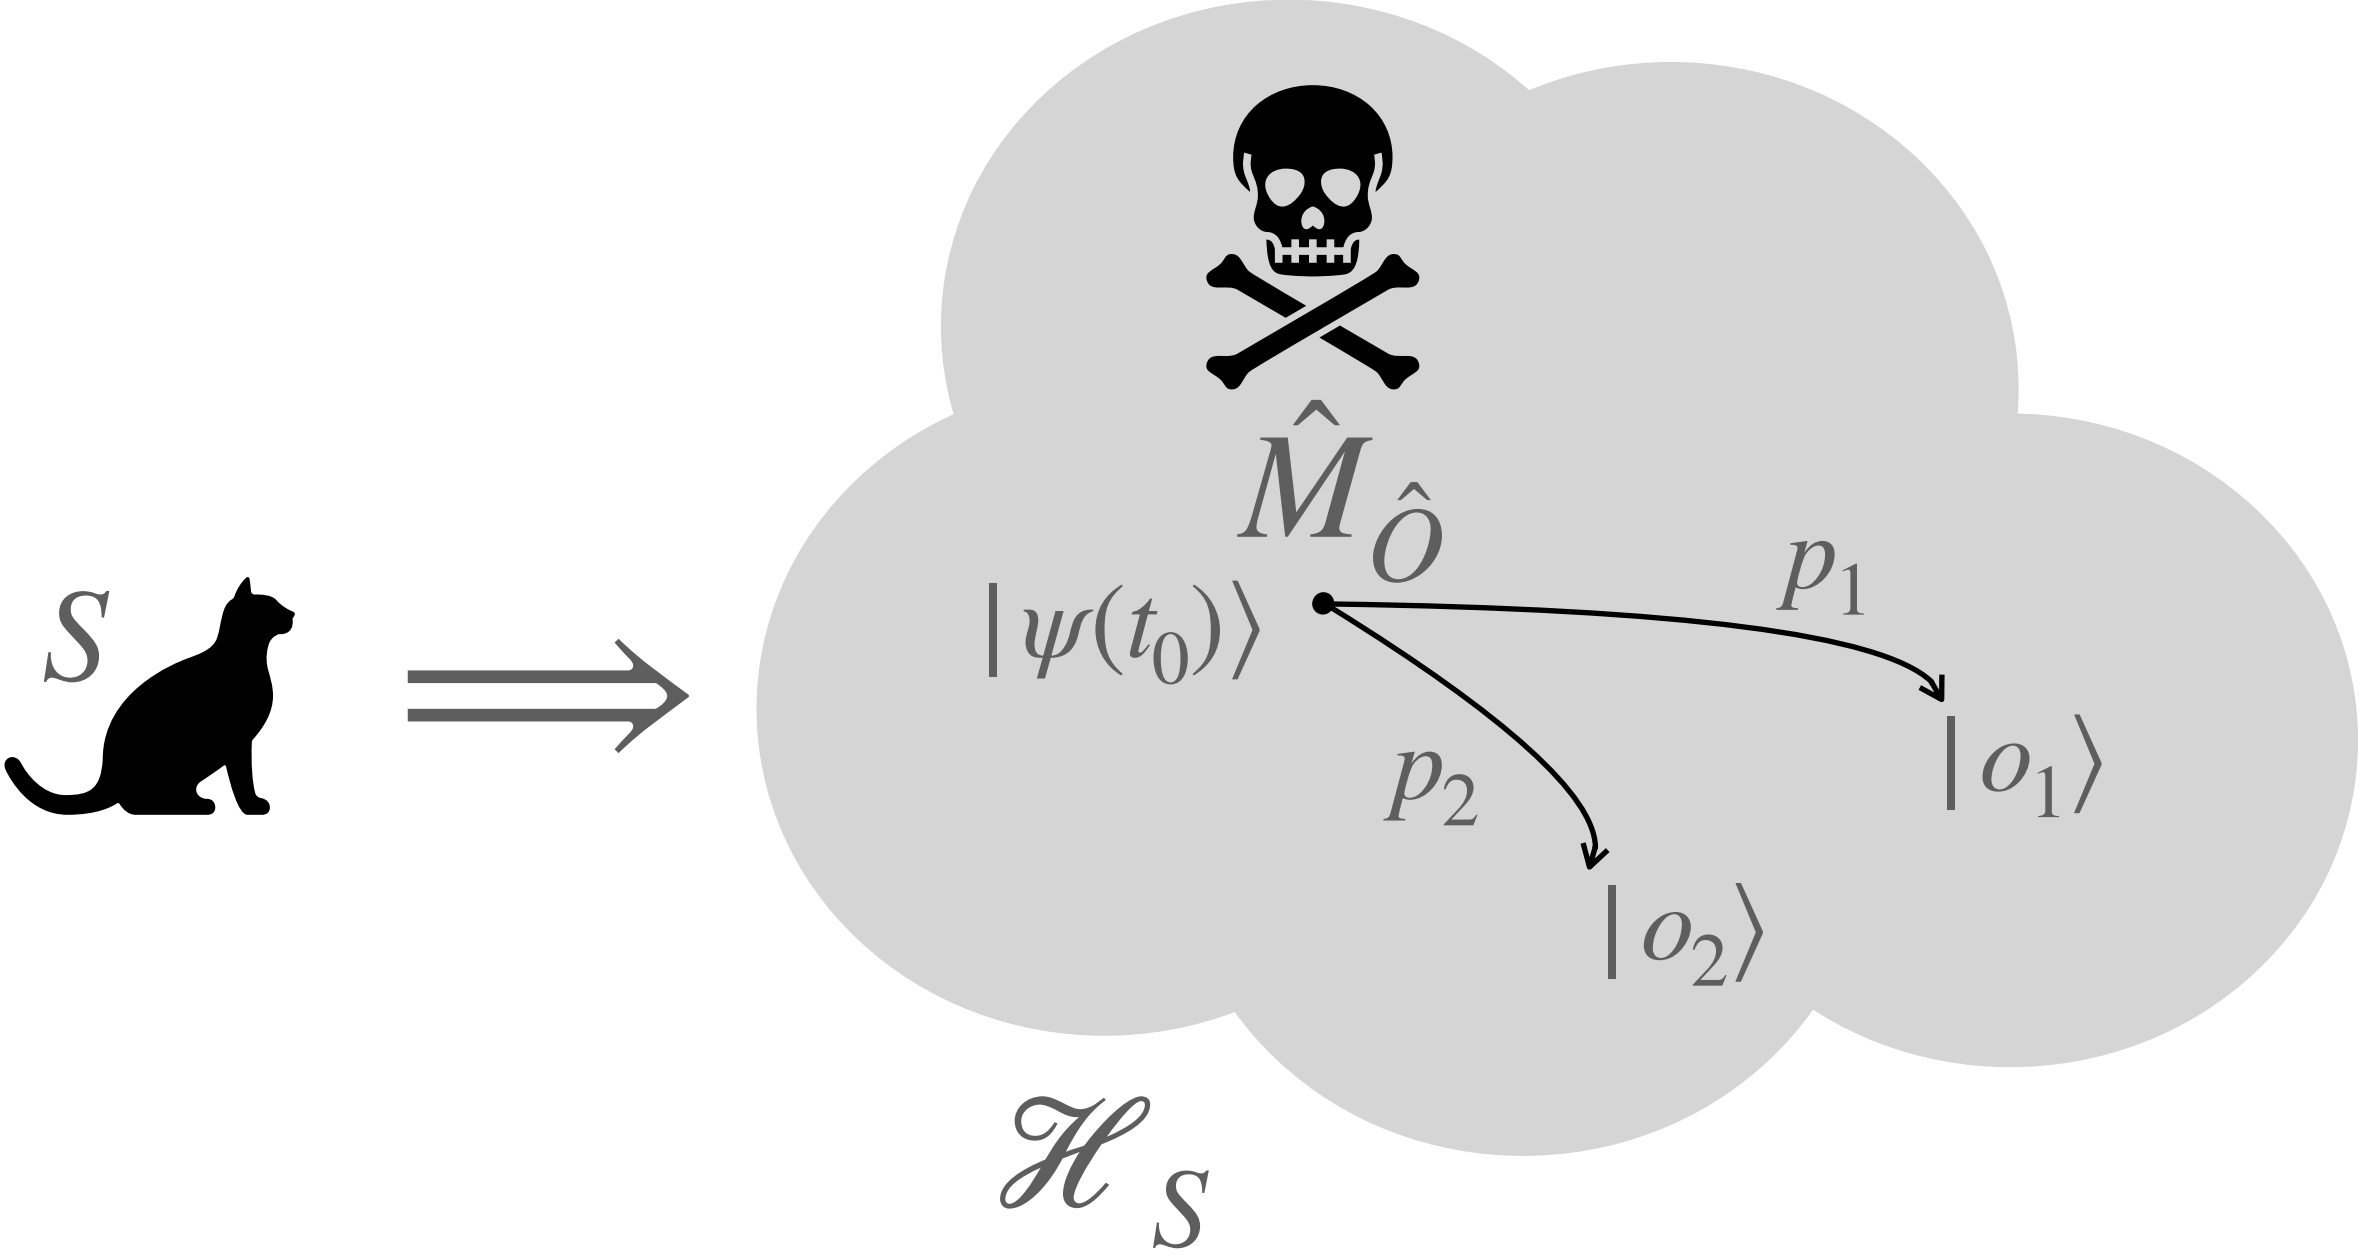 S
M̂_Ô
|ψ(t₀)⟩
p₁
p₂
|o₁⟩
|o₂⟩
ℋ_S